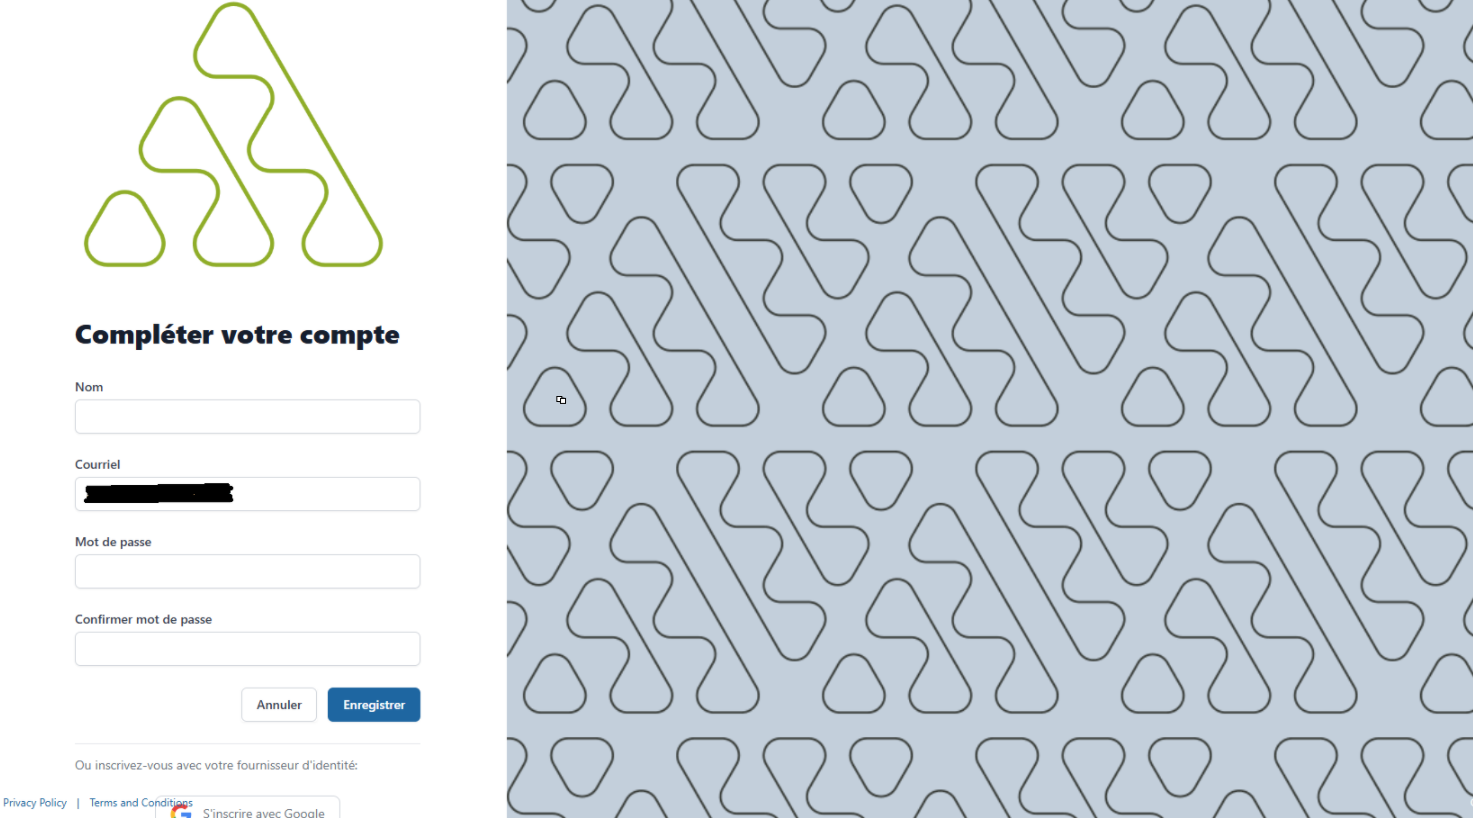 Compléter votre compte
Nom
Courriel
Mot de passe
Confirmer mot de passe
Annuler
Enregistrer
Ou inscrivez-vous avec votre fournisseur d'identité:
Privacy Policy | Terms and Conditions
S'inscrire avec Google